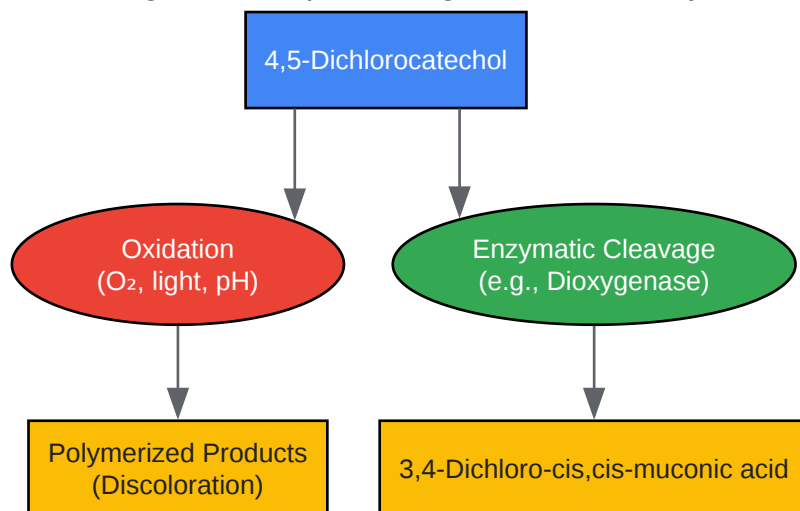 4,5-Dichlorocatechol
Oxidation
(O₂, light, pH)
Enzymatic Cleavage
(e.g., Dioxygenase)
Polymerized Products
(Discoloration)
3,4-Dichloro-cis,cis-muconic acid